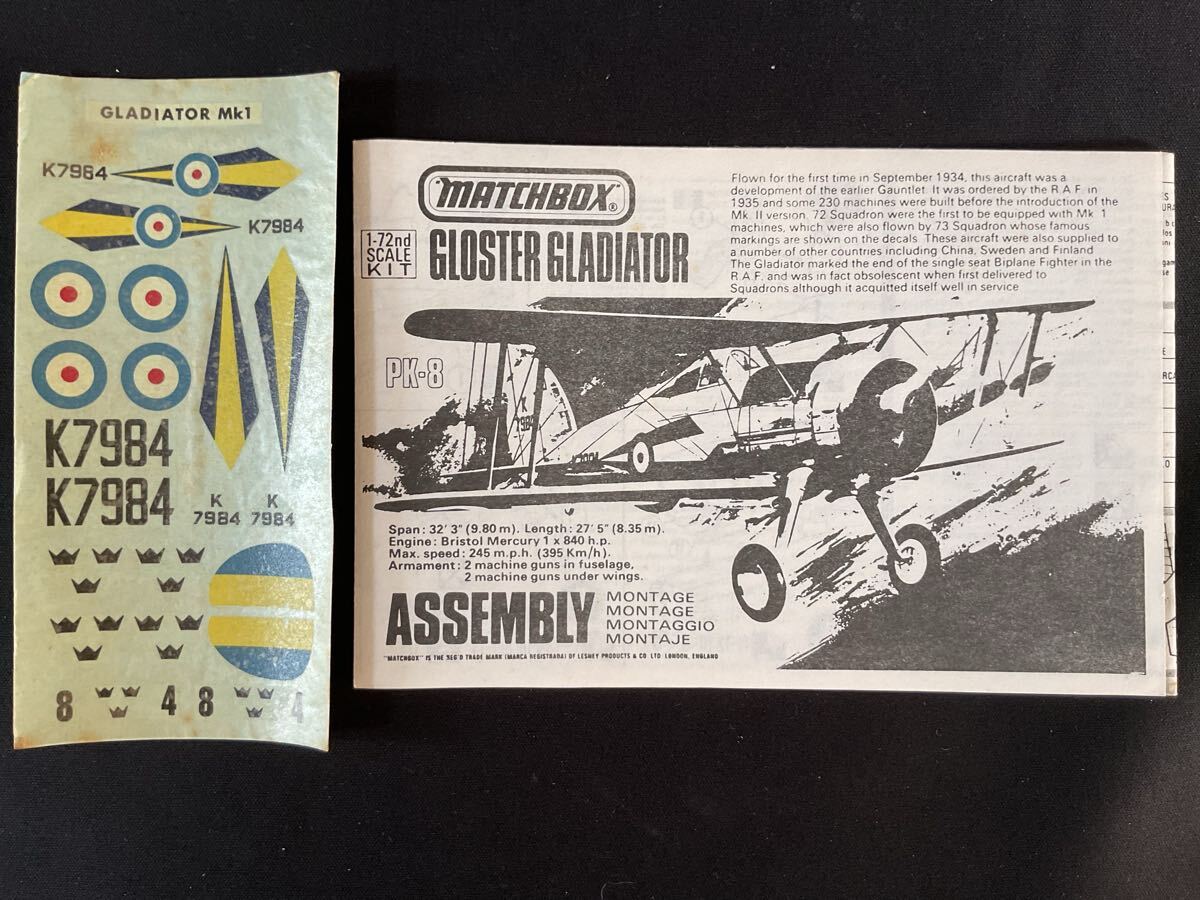 GLADIATOR Mk1
K7984
K7984
K7984
K7984
K K
7984 7984
8 4 8 4
MATCHBOX®
1-72nd
SCALE
KIT
GLOSTER GLADIATOR
Flown for the first time in September 1934, this aircraft was a
development of the earlier Gauntlet. It was ordered by the R.A.F. in
1935 and some 230 machines were built before the introduction of the
Mk. II version. 72 Squadron were the first to be equipped with Mk 1
machines, which were also flown by 73 Squadron whose famous
markings are shown on the decals. These aircraft were also supplied to
a number of other countries including China, Sweden and Finland
The Gladiator marked the end of the single seat Biplane Fighter in the
R.A.F. and was in fact obsolescent when first delivered to
Squadrons although it acquitted itself well in service.
PK-8
K
7984
K7984
Span: 32' 3" (9.80 m). Length: 27' 5" (8.35 m).
Engine: Bristol Mercury 1 x 840 h.p.
Max. speed: 245 m.p.h. (395 Km/h).
Armament: 2 machine guns in fuselage,
2 machine guns under wings.
ASSEMBLY
MONTAGE
MONTAGE
MONTAGGIO
MONTAJE
"MATCHBOX" IS THE REG'D TRADE MARK (MARCA REGISTRADA) OF LESNEY PRODUCTS & CO. LTD. LONDON, ENGLAND